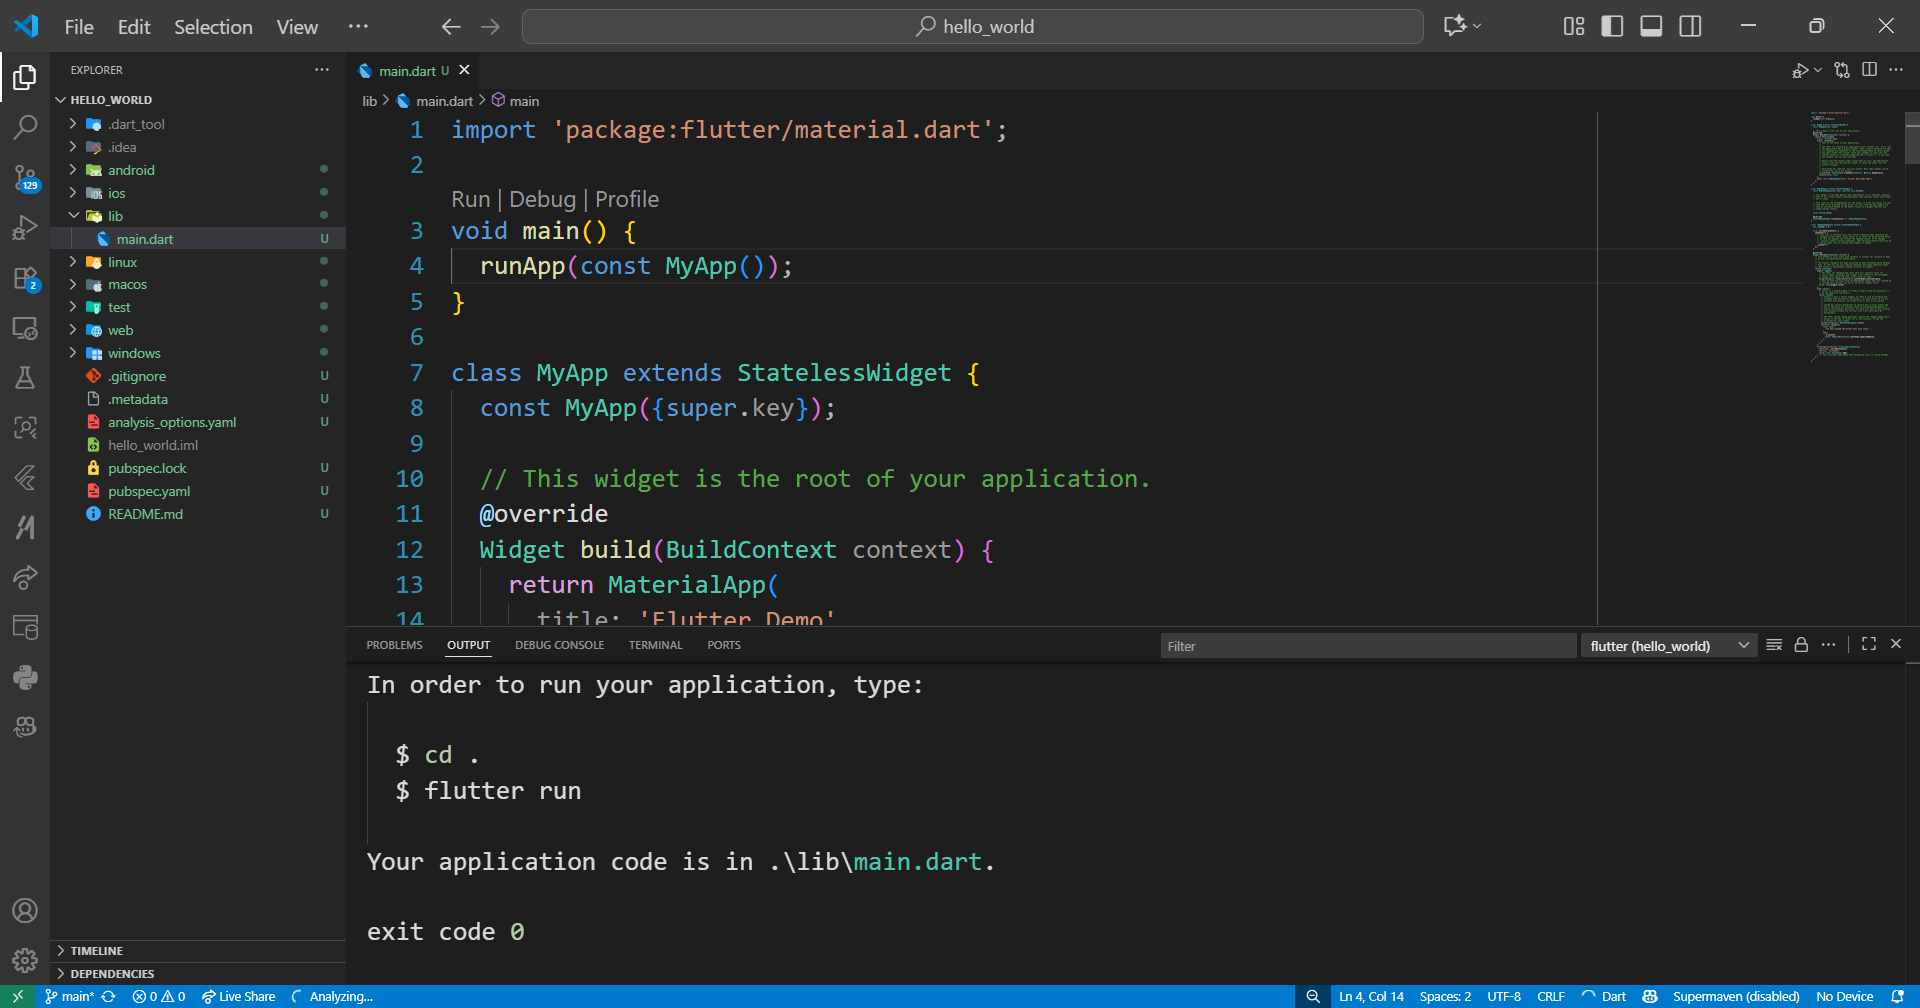 File Edit Selection View ···
hello_world
EXPLORER
HELLO_WORLD
.dart_tool
.idea
android
ios
lib
main.dart U
linux
macos
test
web
windows
.gitignore U
.metadata U
analysis_options.yaml U
hello_world.iml
pubspec.lock U
pubspec.yaml U
README.md U
TIMELINE
DEPENDENCIES
129
2
main.dart U
lib > main.dart > main
1 import 'package:flutter/material.dart';
2
Run | Debug | Profile
3 void main() {
4 runApp(const MyApp());
5 }
6
7 class MyApp extends StatelessWidget {
8 const MyApp({super.key});
9
10 // This widget is the root of your application.
11 @override
12 Widget build(BuildContext context) {
13 return MaterialApp(
14 title: 'Flutter Demo'
PROBLEMS OUTPUT DEBUG CONSOLE TERMINAL PORTS
Filter
flutter (hello_world)
In order to run your application, type:
$ cd .
$ flutter run
Your application code is in .\lib\main.dart.
exit code 0
main* 0 0 Live Share Analyzing...
Ln 4, Col 14 Spaces: 2 UTF-8 CRLF Dart Supermaven (disabled) No Device